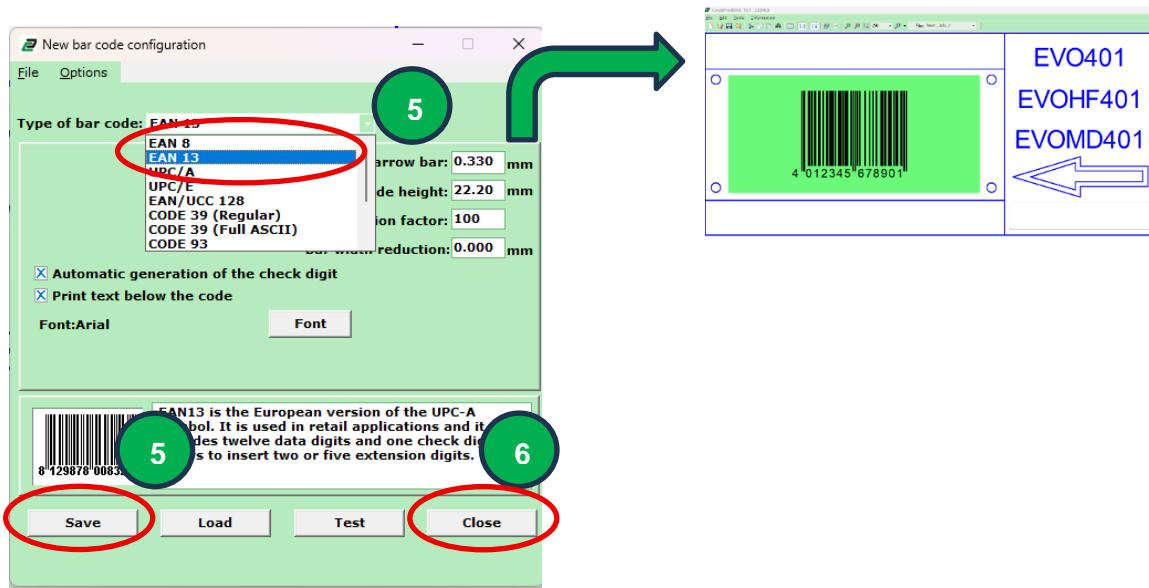 New bar code configuration
File Options
5
Type of bar code: EAN 13
EAN 8
EAN 13
UPC/A
UPC/E
EAN/UCC 128
CODE 39 (Regular)
CODE 39 (Full ASCII)
CODE 93
arrow bar: 0.330 mm
de height: 22.20 mm
ion factor: 100
reduction: 0.000 mm
Automatic generation of the check digit
Print text below the code
Font:Arial
Font
EAN13 is the European version of the UPC-A
bol. It is used in retail applications and it
des twelve data digits and one check
to insert two or five extension digits.
8 129878 0083
5
6
Save Load Test Close
EVO401
EVOHF401
EVOMD401
4 012345 678901